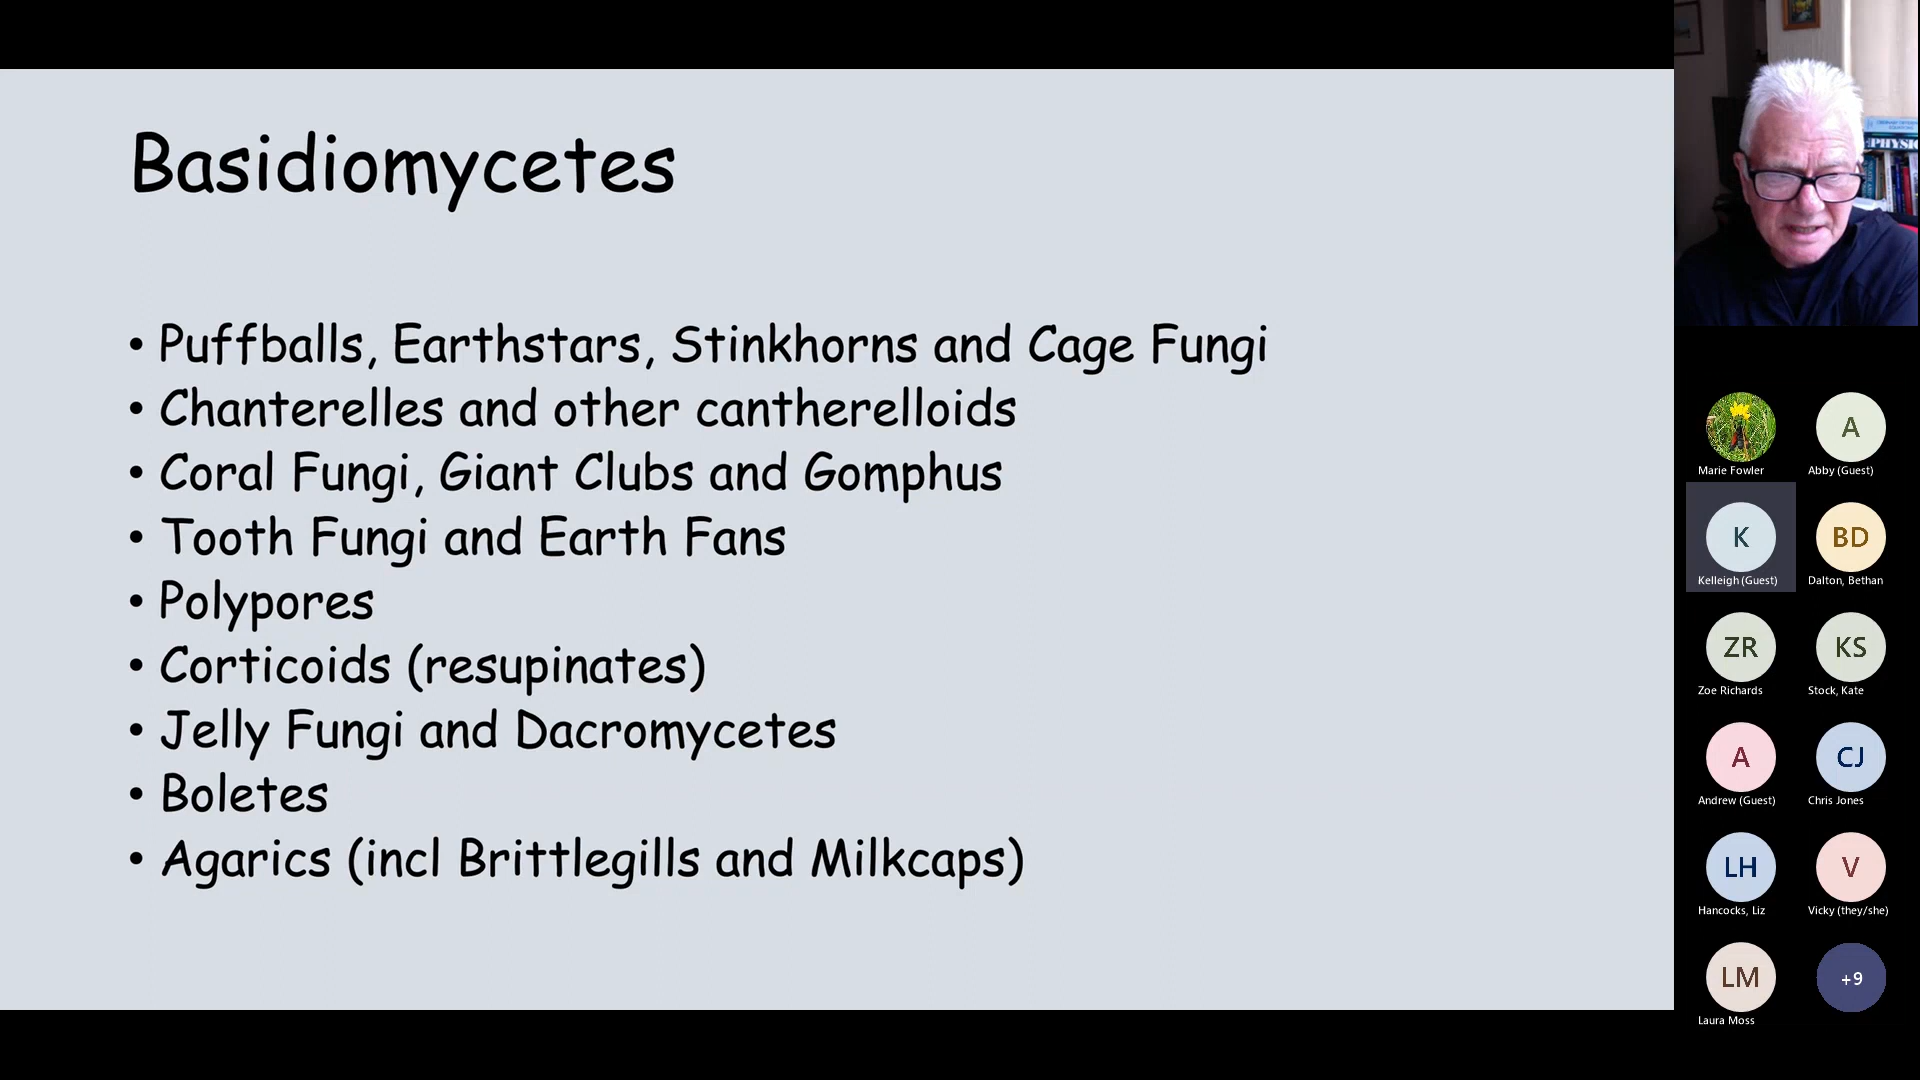 Basidiomycetes
• Puffballs, Earthstars, Stinkhorns and Cage Fungi
• Chanterelles and other cantherelloids
• Coral Fungi, Giant Clubs and Gomphus
• Tooth Fungi and Earth Fans
• Polypores
• Corticoids (resupinates)
• Jelly Fungi and Dacromycetes
• Boletes
• Agarics (incl Brittlegills and Milkcaps)
A
Marie Fowler
Abby (Guest)
K
BD
Kelleigh (Guest)
Dalton, Bethan
ZR
KS
Zoe Richards
Stock, Kate
A
CJ
Andrew (Guest)
Chris Jones
LH
V
Hancocks, Liz
Vicky (they/she)
LM
+9
Laura Moss